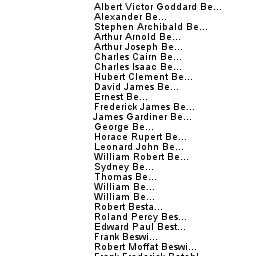 Albert Victor Goddard Be...
Alexander Be...
Stephen Archibald Be...
Arthur Arnold Be...
Arthur Joseph Be...
Charles Cairn Be...
Charles Isaac Be...
Hubert Clement Be...
David James Be...
Ernest Be...
Frederick James Be...
James Gardiner Be...
George Be...
Horace Rupert Be...
Leonard John Be...
William Robert Be...
Sydney Be...
Thomas Be...
William Be...
William Be...
Robert Besta...
Roland Percy Bes...
Edward Paul Best...
Frank Beswi...
Robert Moffat Beswi...
Frank Frederick